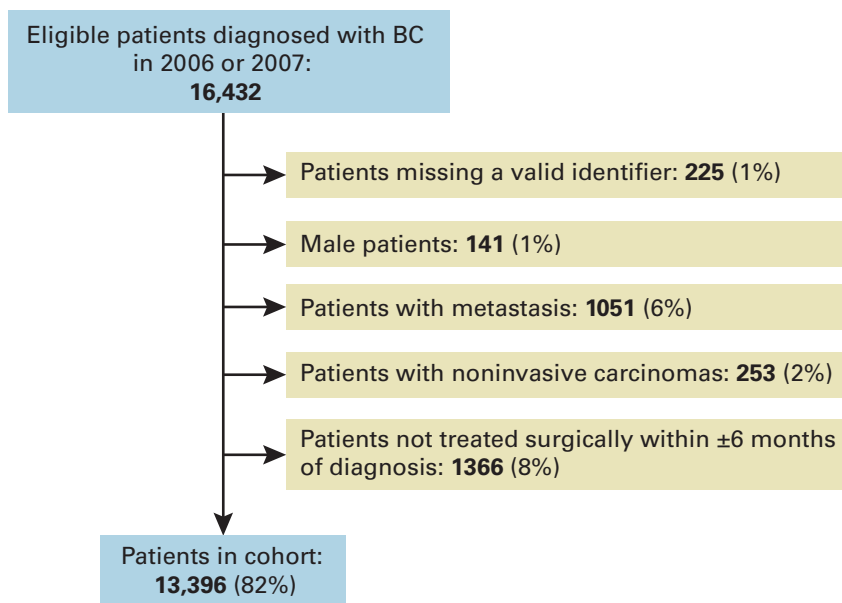 Eligible patients diagnosed with BC
in 2006 or 2007:
16,432
Patients missing a valid identifier: 225 (1%)
Male patients: 141 (1%)
Patients with metastasis: 1051 (6%)
Patients with noninvasive carcinomas: 253 (2%)
Patients not treated surgically within ±6 months
of diagnosis: 1366 (8%)
Patients in cohort:
13,396 (82%)